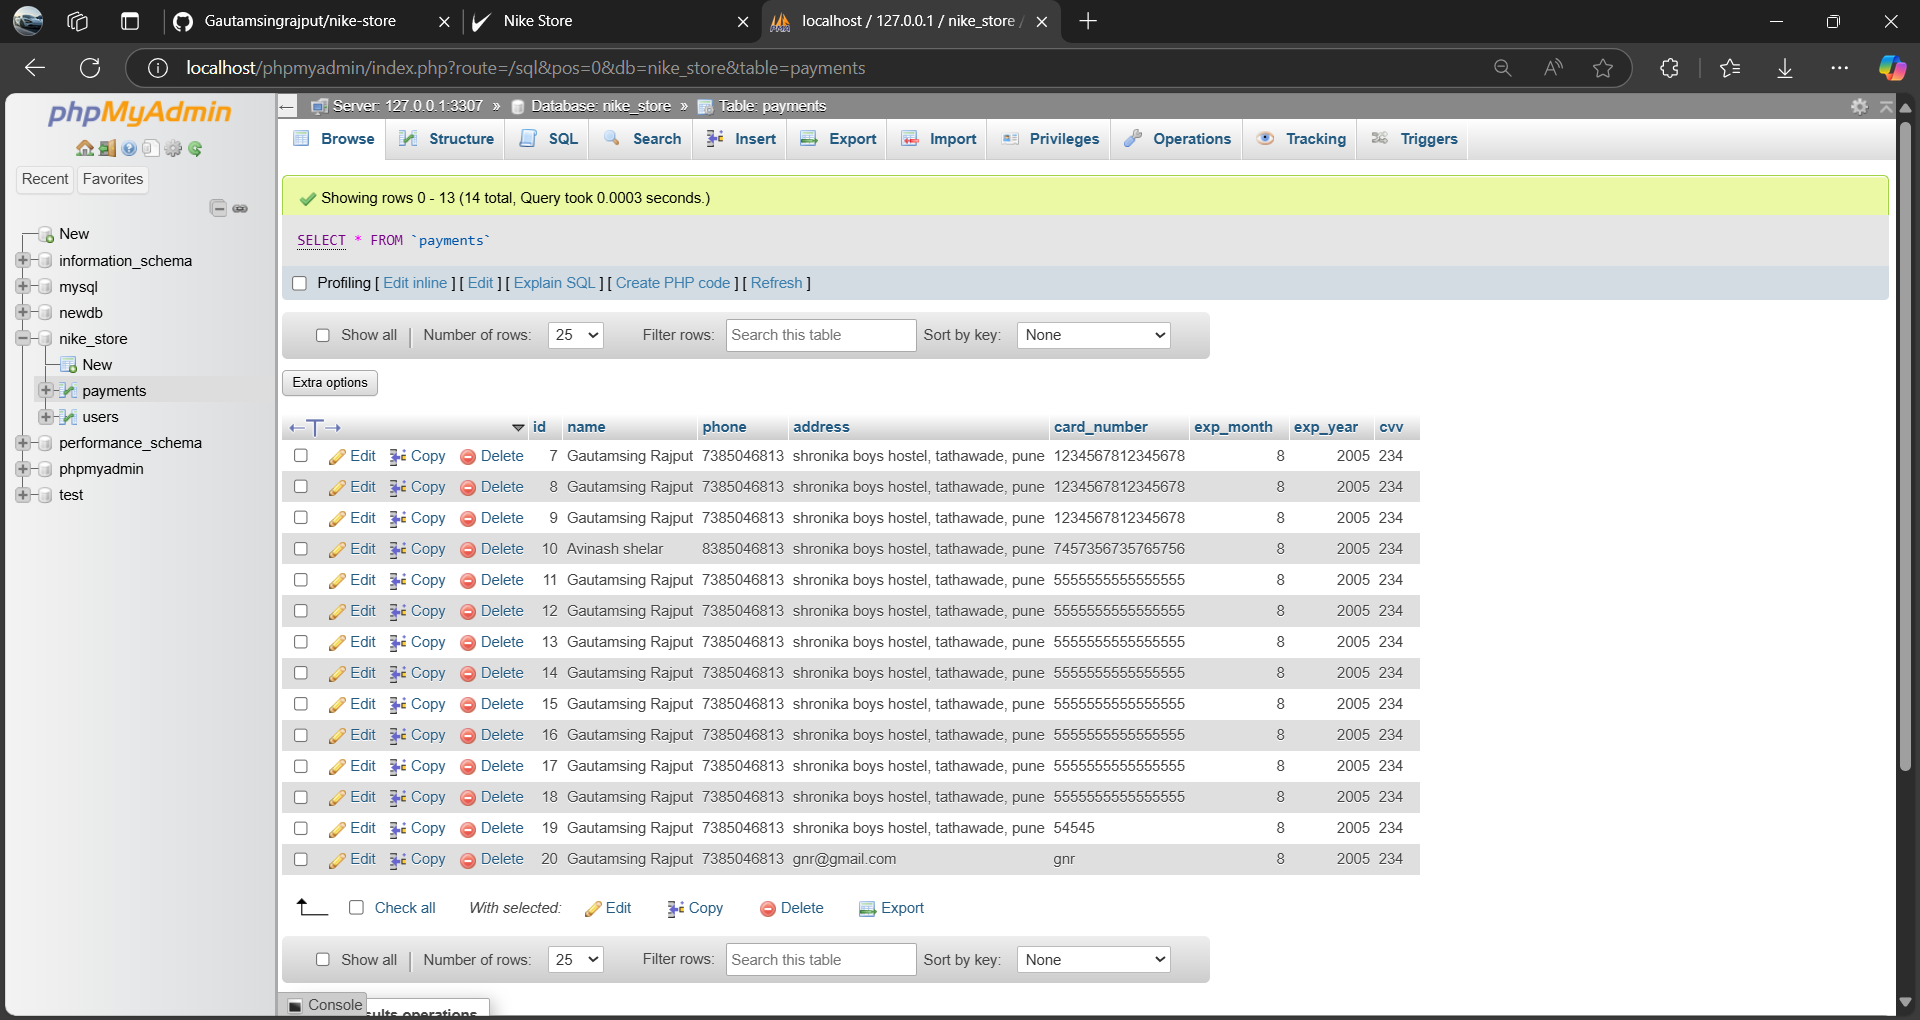 Gautamsingrajput/nike-store
Nike Store
localhost / 127.0.0.1 / nike_store /
localhost/phpmyadmin/index.php?route=/sql&pos=0&db=nike_store&table=payments
phpMyAdmin
Recent Favorites
New
information_schema
mysql
newdb
nike_store
New
payments
users
performance_schema
phpmyadmin
test
Server: 127.0.0.1:3307 » Database: nike_store » Table: payments
Browse Structure SQL Search Insert Export Import Privileges Operations Tracking Triggers
Showing rows 0 - 13 (14 total, Query took 0.0003 seconds.)
SELECT * FROM `payments`
Profiling [ Edit inline ] [ Edit ] [ Explain SQL ] [ Create PHP code ] [ Refresh ]
Show all | Number of rows: 25 Filter rows: Search this table Sort by key: None
Extra options
←T→ id name phone address card_number exp_month exp_year cvv
Edit Copy Delete 7 Gautamsing Rajput 7385046813 shronika boys hostel, tathawade, pune 1234567812345678 8 2005 234
Edit Copy Delete 8 Gautamsing Rajput 7385046813 shronika boys hostel, tathawade, pune 1234567812345678 8 2005 234
Edit Copy Delete 9 Gautamsing Rajput 7385046813 shronika boys hostel, tathawade, pune 1234567812345678 8 2005 234
Edit Copy Delete 10 Avinash shelar 8385046813 shronika boys hostel, tathawade, pune 7457356735765756 8 2005 234
Edit Copy Delete 11 Gautamsing Rajput 7385046813 shronika boys hostel, tathawade, pune 5555555555555555 8 2005 234
Edit Copy Delete 12 Gautamsing Rajput 7385046813 shronika boys hostel, tathawade, pune 5555555555555555 8 2005 234
Edit Copy Delete 13 Gautamsing Rajput 7385046813 shronika boys hostel, tathawade, pune 5555555555555555 8 2005 234
Edit Copy Delete 14 Gautamsing Rajput 7385046813 shronika boys hostel, tathawade, pune 5555555555555555 8 2005 234
Edit Copy Delete 15 Gautamsing Rajput 7385046813 shronika boys hostel, tathawade, pune 5555555555555555 8 2005 234
Edit Copy Delete 16 Gautamsing Rajput 7385046813 shronika boys hostel, tathawade, pune 5555555555555555 8 2005 234
Edit Copy Delete 17 Gautamsing Rajput 7385046813 shronika boys hostel, tathawade, pune 5555555555555555 8 2005 234
Edit Copy Delete 18 Gautamsing Rajput 7385046813 shronika boys hostel, tathawade, pune 5555555555555555 8 2005 234
Edit Copy Delete 19 Gautamsing Rajput 7385046813 shronika boys hostel, tathawade, pune 54545 8 2005 234
Edit Copy Delete 20 Gautamsing Rajput 7385046813 gnr@gmail.com gnr 8 2005 234
Check all With selected: Edit Copy Delete Export
Show all | Number of rows: 25 Filter rows: Search this table Sort by key: None
Console
operations